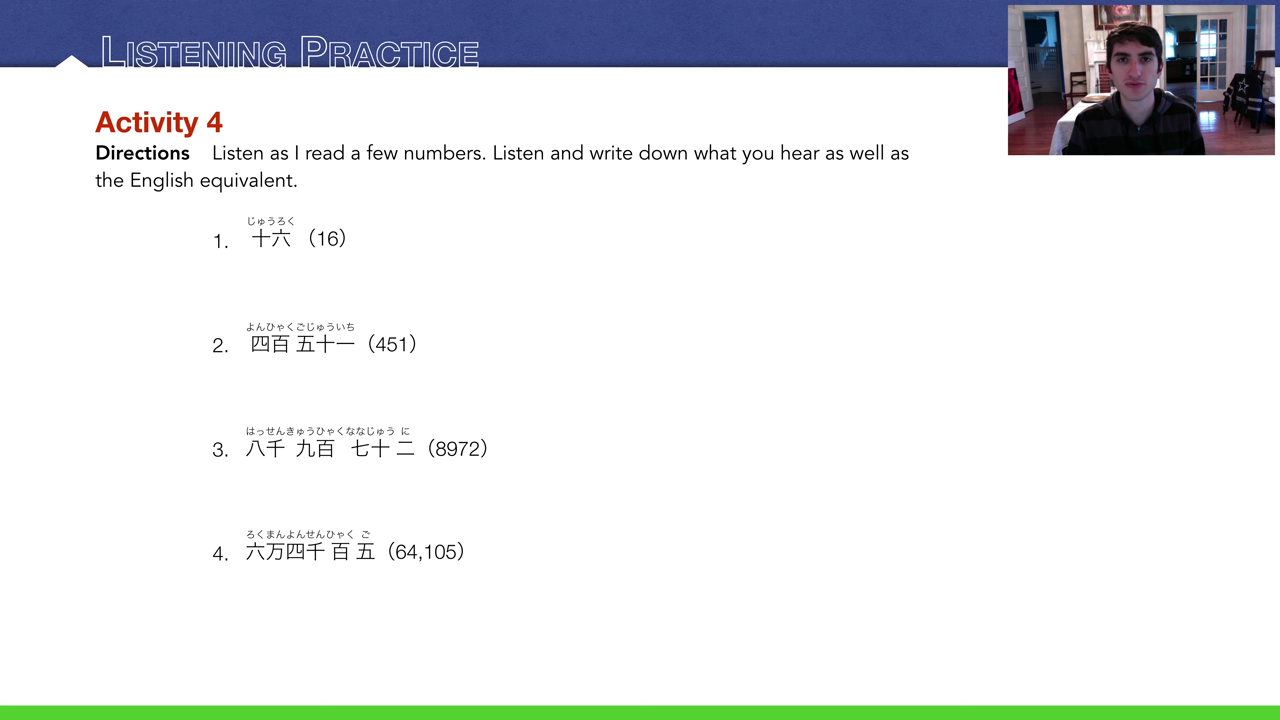 LISTENING PRACTICE
Activity 4
Directions Listen as I read a few numbers. Listen and write down what you hear as well as
the English equivalent.
じゅうろく
1. 十六 （16）
よんひゃくごじゅういち
2. 四百 五十一（451）
はっせんきゅうひゃくななじゅう に
3. 八千 九百 七十 二（8972）
ろくまんよんせんひゃく ご
4. 六万四千 百 五（64,105）